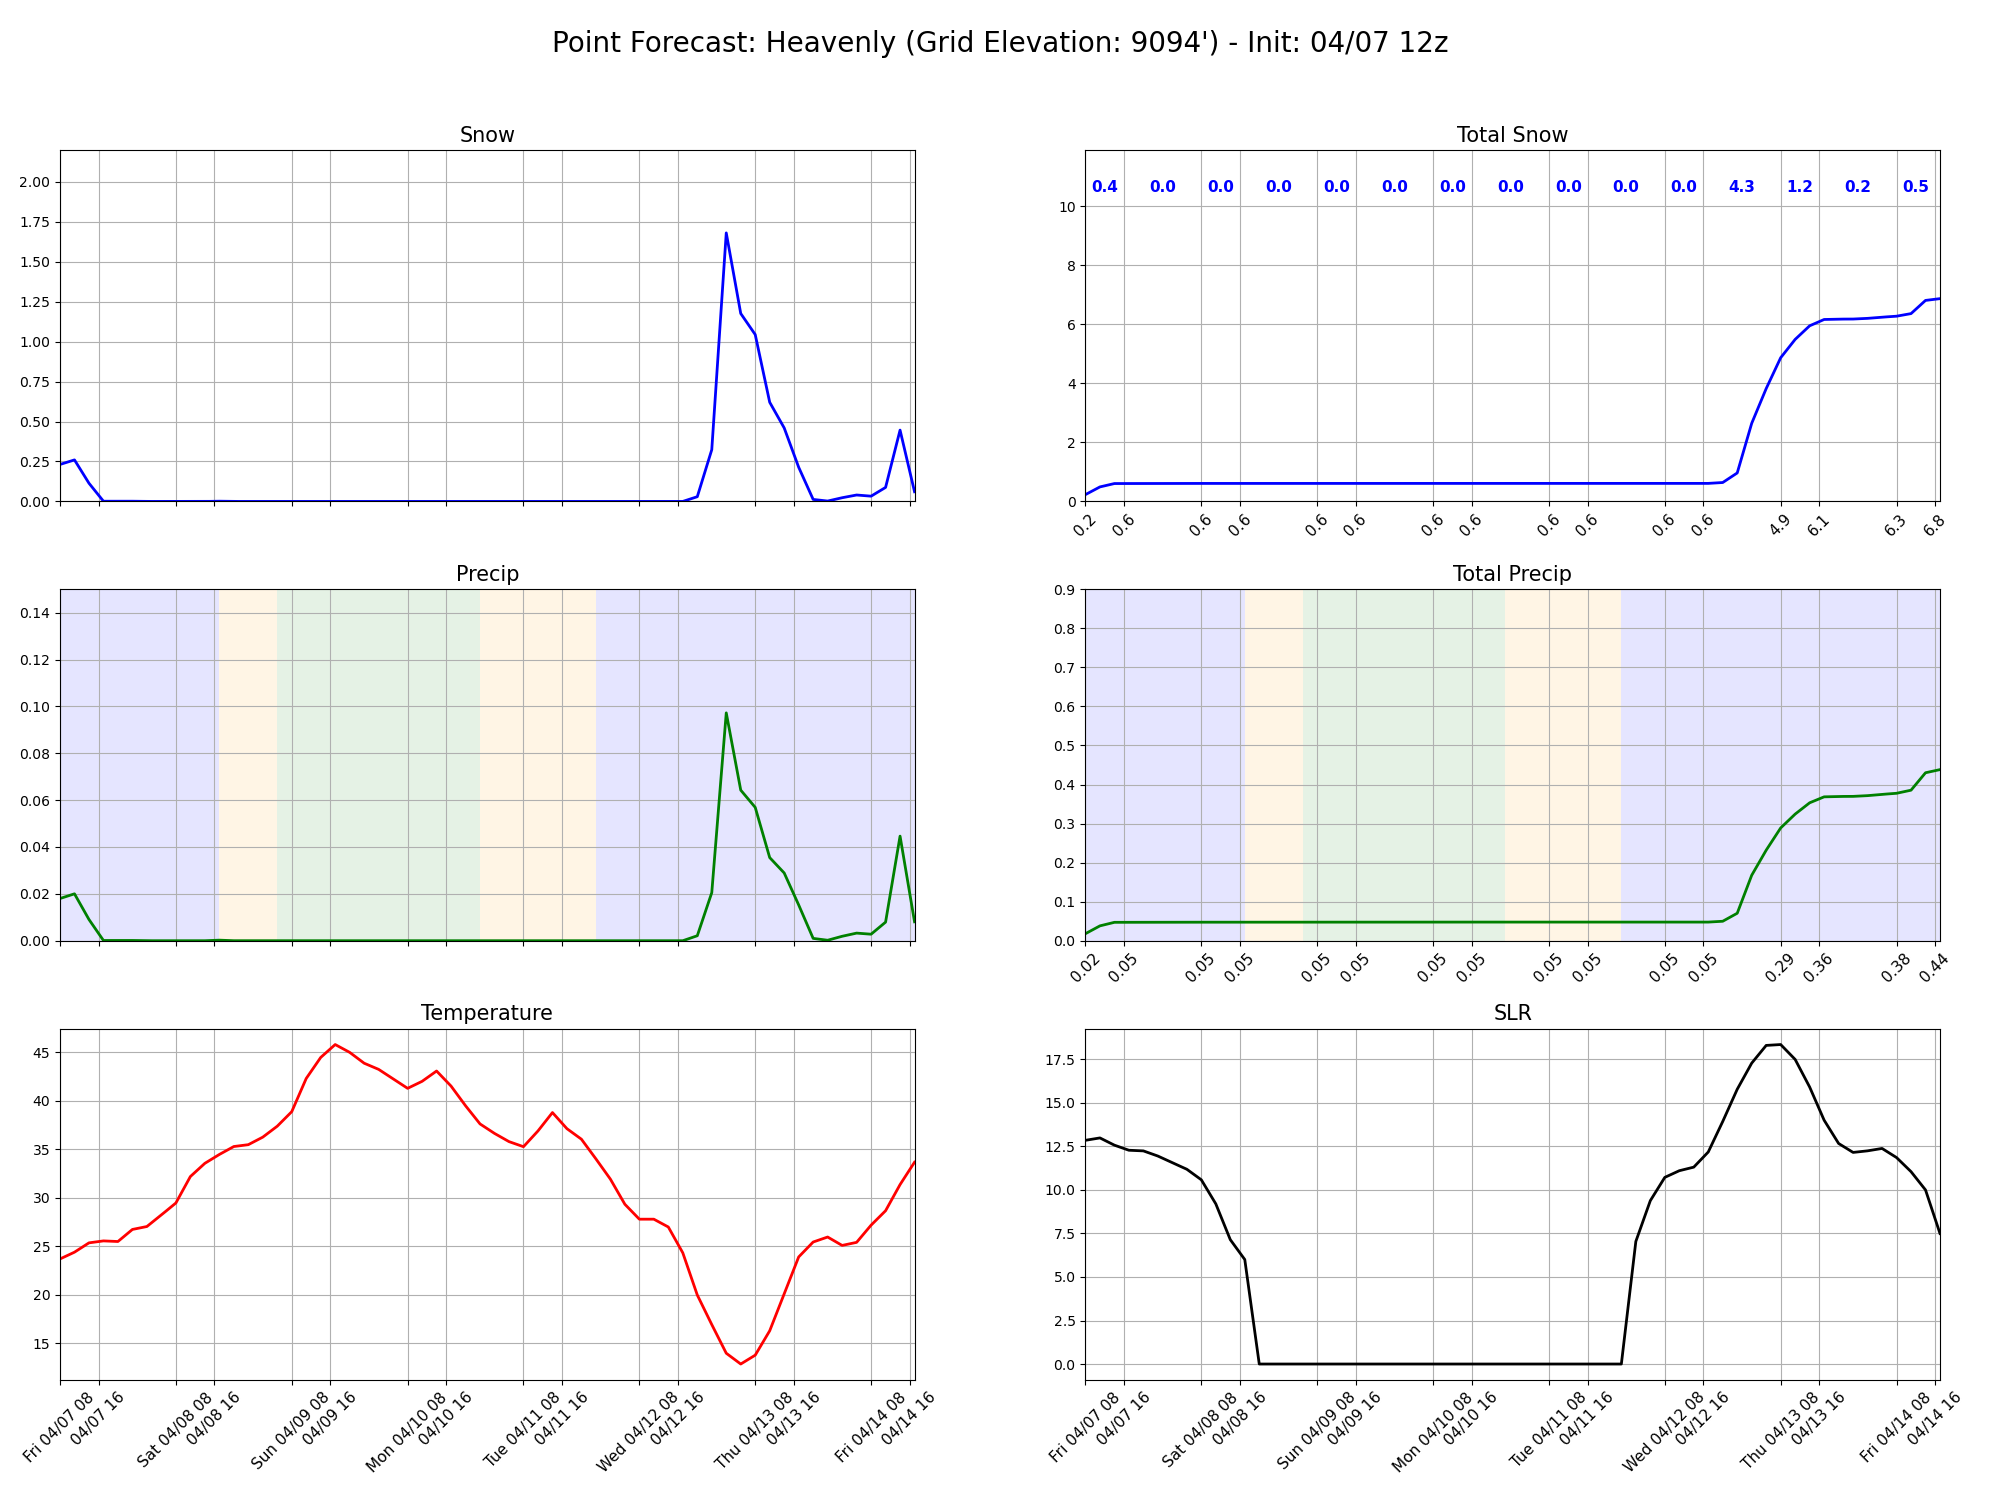 Point Forecast: Heavenly (Grid Elevation: 9094') - Init: 04/07 12z
Snow
2.00
1.75
1.50
1.25
1.00
0.75
0.50
0.25
0.00
Total Snow
0.4 0.0 0.0 0.0 0.0 0.0 0.0 0.0 0.0 0.0 0.0 4.3 1.2 0.2 0.5
10
8
6
4
2
0
0.2 0.6 0.6 0.6 0.6 0.6 0.6 0.6 0.6 0.6 0.6 0.6 4.9 6.1 6.3 6.8
Precip
0.14
0.12
0.10
0.08
0.06
0.04
0.02
0.00
Total Precip
0.9
0.8
0.7
0.6
0.5
0.4
0.3
0.2
0.1
0.0
0.02 0.05 0.05 0.05 0.05 0.05 0.05 0.05 0.05 0.05 0.05 0.05 0.29 0.36 0.38 0.44
Temperature
45
40
35
30
25
20
15
Fri 04/07 08
04/07 16
Sat 04/08 08
04/08 16
Sun 04/09 08
04/09 16
Mon 04/10 08
04/10 16
Tue 04/11 08
04/11 16
Wed 04/12 08
04/12 16
Thu 04/13 08
04/13 16
Fri 04/14 08
04/14 16
SLR
17.5
15.0
12.5
10.0
7.5
5.0
2.5
0.0
Fri 04/07 08
04/07 16
Sat 04/08 08
04/08 16
Sun 04/09 08
04/09 16
Mon 04/10 08
04/10 16
Tue 04/11 08
04/11 16
Wed 04/12 08
04/12 16
Thu 04/13 08
04/13 16
Fri 04/14 08
04/14 16